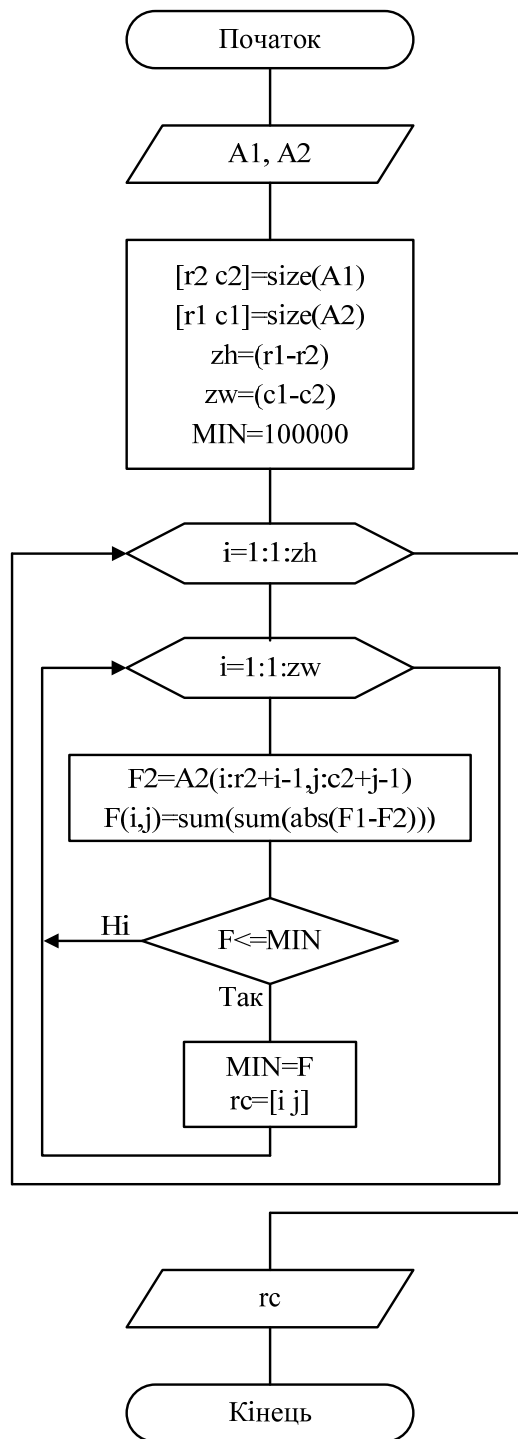 Початок
A1, A2
[r2 c2]=size(A1)
[r1 c1]=size(A2)
zh=(r1-r2)
zw=(c1-c2)
MIN=100000
i=1:1:zh
i=1:1:zw
F2=A2(i:r2+i-1,j:c2+j-1)
F(i,j)=sum(sum(abs(F1-F2)))
Ні
F<=MIN
Так
MIN=F
rc=[i j]
rc
Кінець